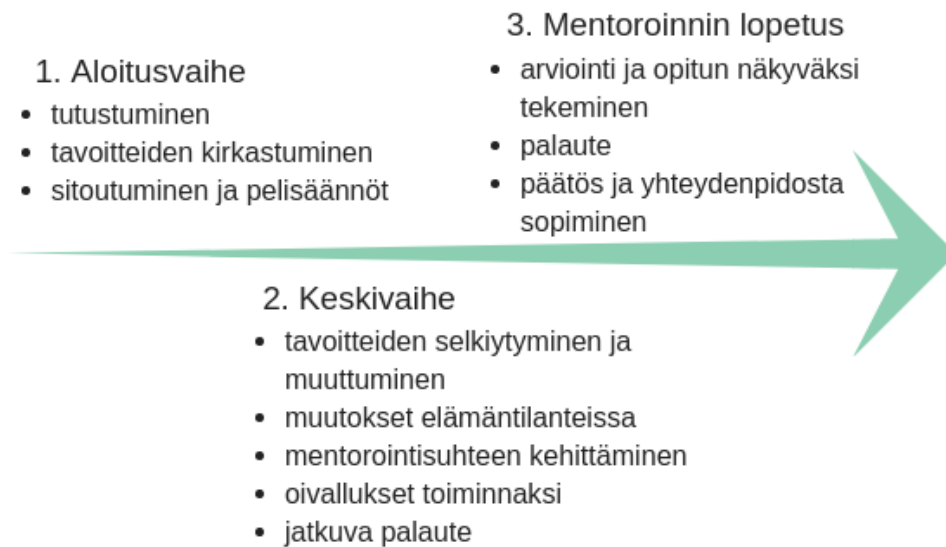 1. Aloitusvaihe
• tutustuminen
• tavoitteiden kirkastuminen
• sitoutuminen ja pelisäännöt
2. Keskivaihe
• tavoitteiden selkiytyminen ja
muuttuminen
• muutokset elämäntilanteissa
• mentorointisuhteen kehittäminen
• oivallukset toiminnaksi
• jatkuva palaute
3. Mentoroinnin lopetus
• arviointi ja opitun näkyväksi
tekeminen
• palaute
• päätös ja yhteydenpidosta
sopiminen